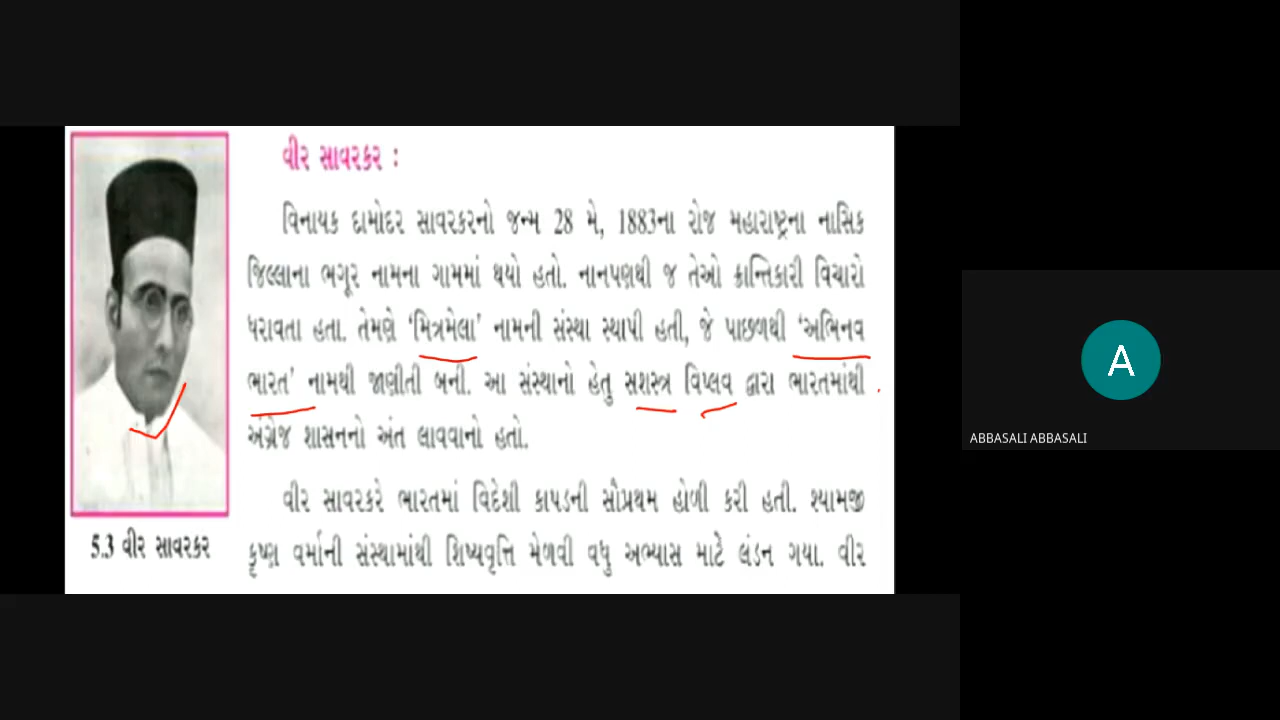 વીર સાવરકર :
વિનાયક દામોદર સાવરકરનો જન્મ 28 મે, 1883ના રોજ મહારાષ્ટ્રના નાસિક
જિલ્લાના ભગૂર નામના ગામમાં થયો હતો. નાનપણથી જ તેઓ ક્રાન્તિકારી વિચારો
ધરાવતા હતા. તેમણે ‘મિત્રમેલા’ નામની સંસ્થા સ્થાપી હતી, જે પાછળથી ‘અભિનવ
ભારત’ નામથી જાણીતી બની. આ સંસ્થાનો હેતુ સશસ્ત્ર વિપ્લવ દ્વારા ભારતમાંથી
અંગ્રેજ શાસનનો અંત લાવવાનો હતો.
વીર સાવરકરે ભારતમાં વિદેશી કાપડની સૌપ્રથમ હોળી કરી હતી. શ્યામજી
કૃષ્ણ વર્માની સંસ્થામાંથી શિષ્યવૃત્તિ મેળવી વધુ અભ્યાસ માટે લંડન ગયા. વીર
5.3 વીર સાવરકર
A
ABBASALI ABBASALI